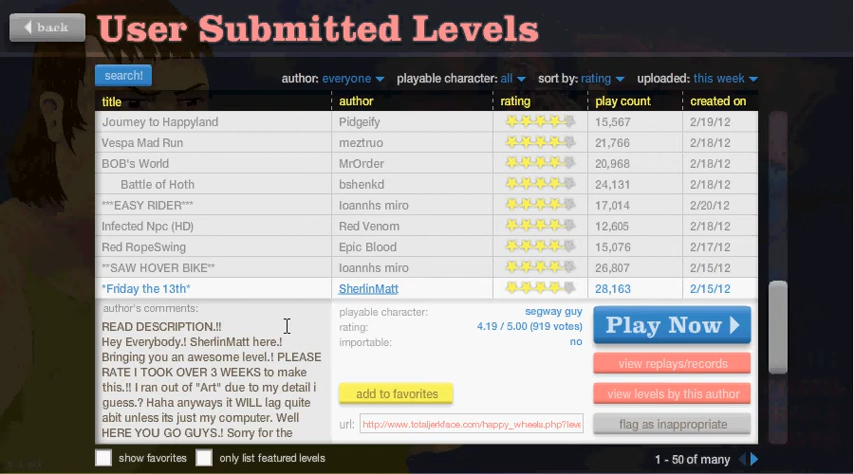 back
User Submitted Levels
search!
author: everyone playable character: all sort by: rating uploaded: this week
title author rating play count created on
Journey to Happyland Pidgeify 15,567 2/19/12
Vespa Mad Run meztruo 21,766 2/18/12
BOB's World MrOrder 20,968 2/18/12
Battle of Hoth bshenkd 24,131 2/18/12
***EASY RIDER*** Ioannhs miro 17,014 2/20/12
Infected Npc (HD) Red Venom 12,605 2/18/12
Red RopeSwing Epic Blood 15,076 2/17/12
**SAW HOVER BIKE** Ioannhs miro 26,807 2/15/12
*Friday the 13th* SherlinMatt 28,163 2/15/12
author's comments:
READ DESCRIPTION.!!
Hey Everybody.! SherlinMatt here.!
Bringing you an awesome level.! PLEASE
RATE I TOOK OVER 3 WEEKS to make
this.!! I ran out of "Art" due to my detail i
guess.? Haha anyways it WILL lag quite
abit unless its just my computer. Well
HERE YOU GO GUYS.! Sorry for the
playable character: segway guy
rating: 4.19 / 5.00 (919 votes)
importable: no
add to favorites
url: http://www.totaljerkface.com/happy_wheels.php?leve
Play Now
view replays/records
view levels by this author
flag as inappropriate
show favorites only list featured levels
1 - 50 of many